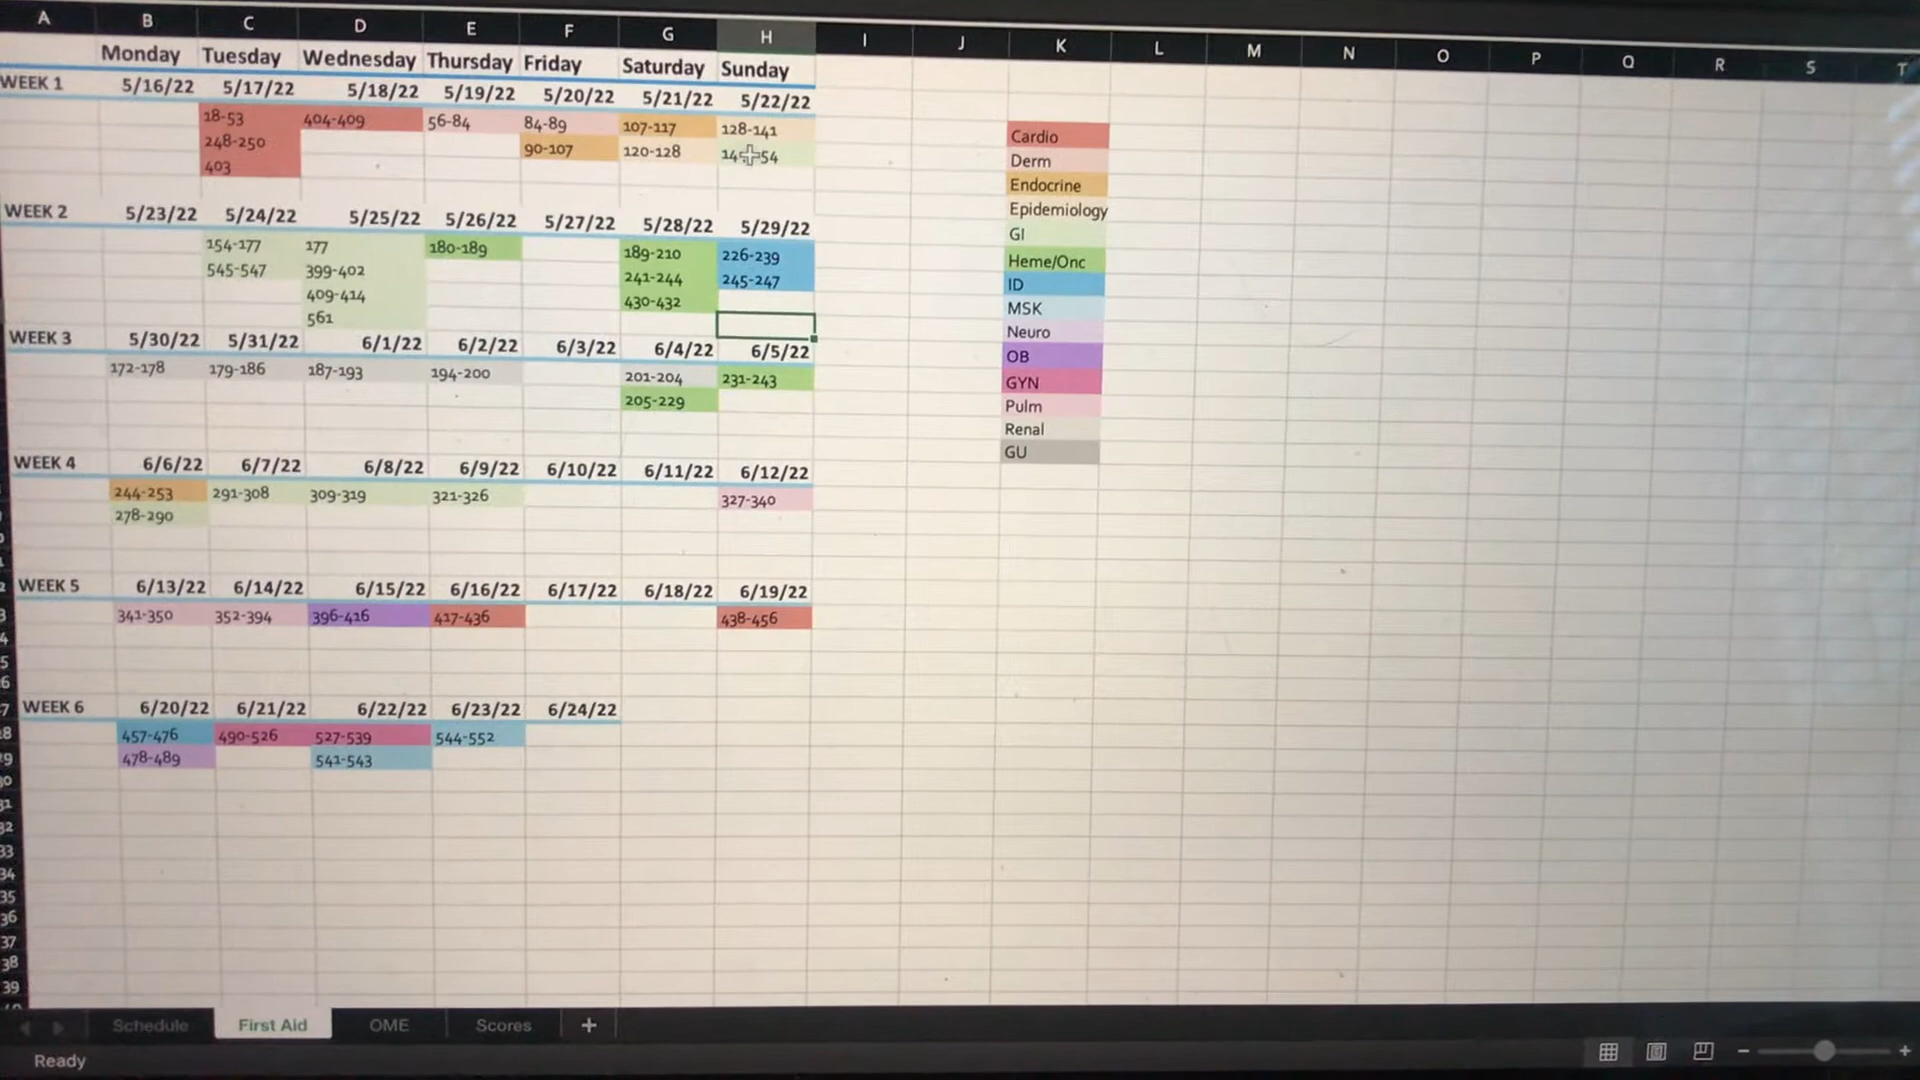 A B C D E F G H I J K L M N O P Q R S T
Monday Tuesday Wednesday Thursday Friday Saturday Sunday
WEEK 1 5/16/22 5/17/22 5/18/22 5/19/22 5/20/22 5/21/22 5/22/22
18-53 404-409 56-84 84-89 107-117 128-141
248-250 90-107 120-128
403
WEEK 2 5/23/22 5/24/22 5/25/22 5/26/22 5/27/22 5/28/22 5/29/22
154-177 177 180-189 189-210 226-239
545-547 399-402 241-244 245-247
409-414 430-432
561
WEEK 3 5/30/22 5/31/22 6/1/22 6/2/22 6/3/22 6/4/22 6/5/22
172-178 179-186 187-193 194-200 201-204 231-243
205-229
WEEK 4 6/6/22 6/7/22 6/8/22 6/9/22 6/10/22 6/11/22 6/12/22
244-253 291-308 309-319 321-326 327-340
278-290
WEEK 5 6/13/22 6/14/22 6/15/22 6/16/22 6/17/22 6/18/22 6/19/22
341-350 352-394 396-416 417-436 438-456
WEEK 6 6/20/22 6/21/22 6/22/22 6/23/22 6/24/22
457-476 490-526 527-539 544-552
478-489 541-543
Cardio
Derm
Endocrine
Epidemiology
GI
Heme/Onc
ID
MSK
Neuro
OB
GYN
Pulm
Renal
GU
33
34
35
36
37
38
39
Schedule First Aid OME Scores +
Ready